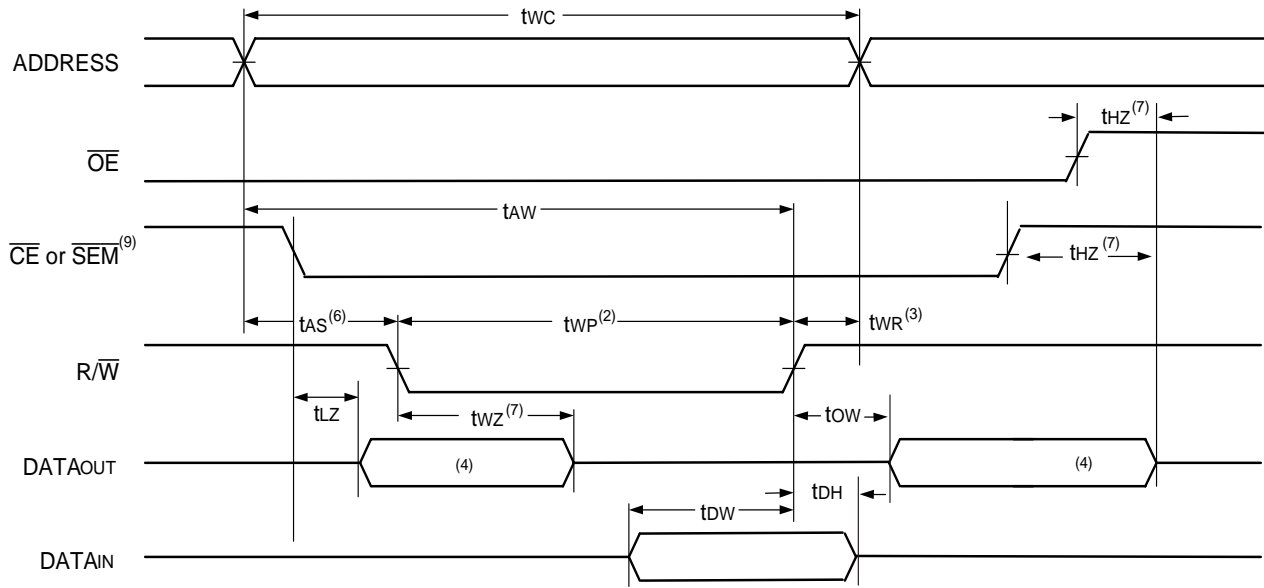 tWC
ADDRESS
tHZ(7)
OE
tAW
CE or SEM(9)
tHZ(7)
tAS(6)
tWP(2)
tWR(3)
R/W
tLZ
tWZ(7)
tOW
DATAOUT
(4)
(4)
tDH
tDW
DATAIN